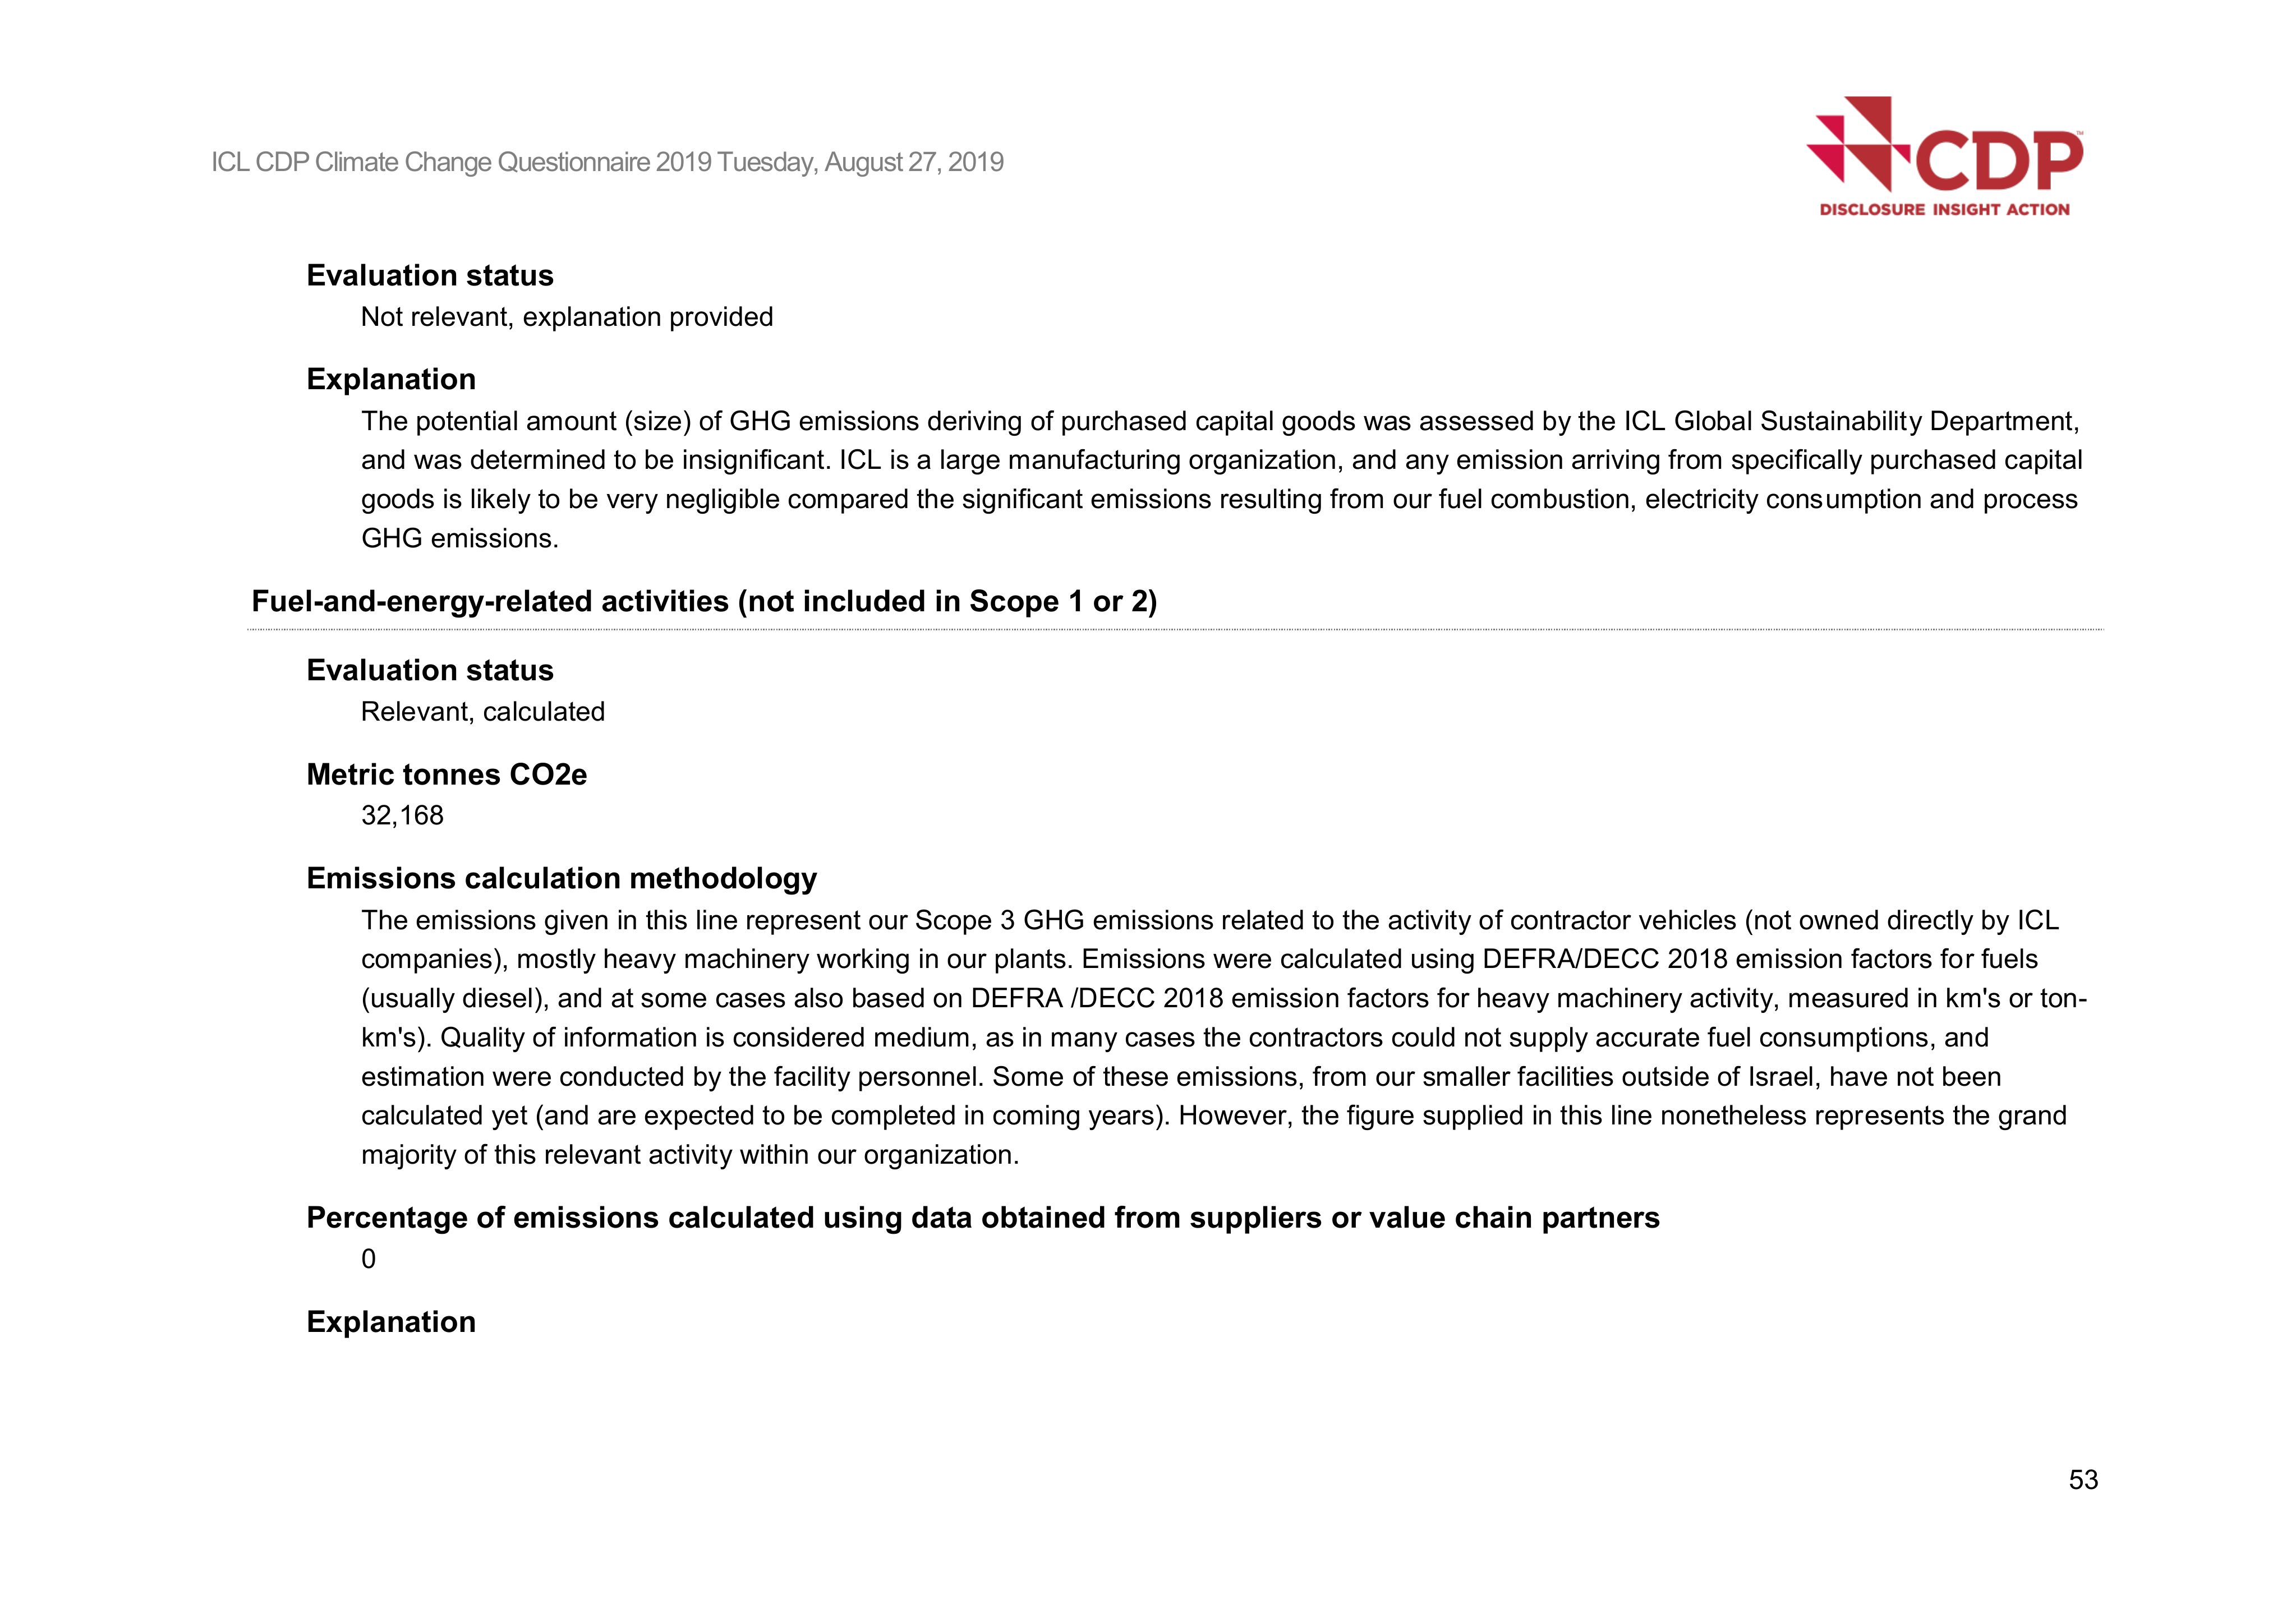 ICL CDP Climate Change Questionnaire 2019 Tuesday, August 27, 2019
CDP™
DISCLOSURE INSIGHT ACTION
Evaluation status
Not relevant, explanation provided
Explanation
The potential amount (size) of GHG emissions deriving of purchased capital goods was assessed by the ICL Global Sustainability Department,
and was determined to be insignificant. ICL is a large manufacturing organization, and any emission arriving from specifically purchased capital
goods is likely to be very negligible compared the significant emissions resulting from our fuel combustion, electricity consumption and process
GHG emissions.
Fuel-and-energy-related activities (not included in Scope 1 or 2)
Evaluation status
Relevant, calculated
Metric tonnes CO2e
32,168
Emissions calculation methodology
The emissions given in this line represent our Scope 3 GHG emissions related to the activity of contractor vehicles (not owned directly by ICL
companies), mostly heavy machinery working in our plants. Emissions were calculated using DEFRA/DECC 2018 emission factors for fuels
(usually diesel), and at some cases also based on DEFRA /DECC 2018 emission factors for heavy machinery activity, measured in km's or ton-
km's). Quality of information is considered medium, as in many cases the contractors could not supply accurate fuel consumptions, and
estimation were conducted by the facility personnel. Some of these emissions, from our smaller facilities outside of Israel, have not been
calculated yet (and are expected to be completed in coming years). However, the figure supplied in this line nonetheless represents the grand
majority of this relevant activity within our organization.
Percentage of emissions calculated using data obtained from suppliers or value chain partners
0
Explanation
53